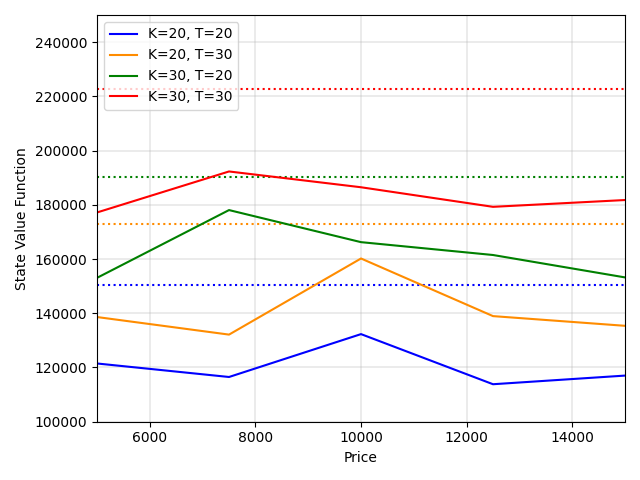 K=20, T=20
K=20, T=30
K=30, T=20
K=30, T=30
240000
220000
200000
180000
160000
140000
120000
100000
State Value Function
6000 8000 10000 12000 14000
Price